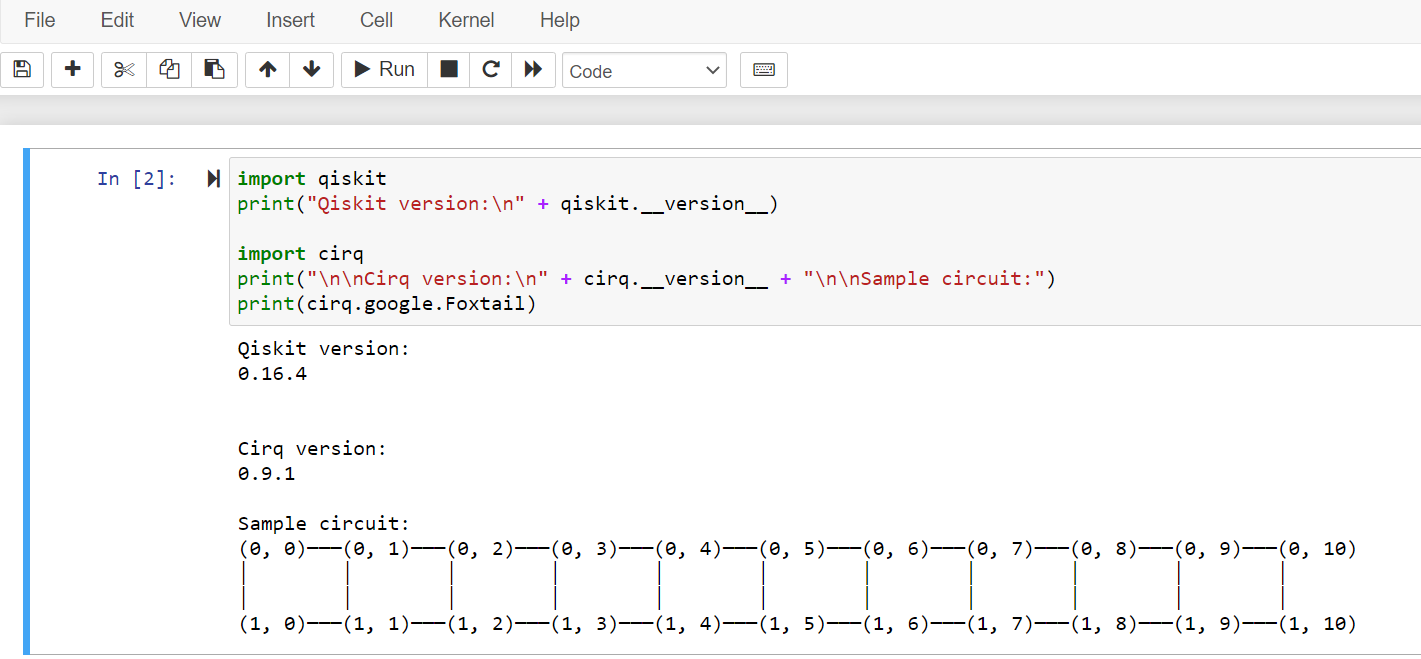 File Edit View Insert Cell Kernel Help
Run Code
In [2]:
import qiskit
print("Qiskit version:\n" + qiskit.__version__)
import cirq
print("\n\nCirq version:\n" + cirq.__version__ + "\n\nSample circuit:")
print(cirq.google.Foxtail)
Qiskit version:
0.16.4
Cirq version:
0.9.1
Sample circuit:
(0, 0)───(0, 1)───(0, 2)───(0, 3)───(0, 4)───(0, 5)───(0, 6)───(0, 7)───(0, 8)───(0, 9)───(0, 10)
│        │        │        │        │        │        │        │        │        │        │
│        │        │        │        │        │        │        │        │        │        │
(1, 0)───(1, 1)───(1, 2)───(1, 3)───(1, 4)───(1, 5)───(1, 6)───(1, 7)───(1, 8)───(1, 9)───(1, 10)